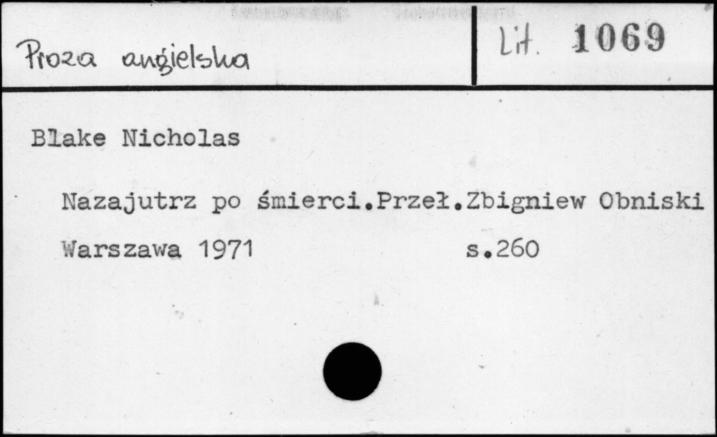 Proza angielska
Lit. 1069
Blake Nicholas
Nazajutrz po śmierci.Przeł.Zbigniew Obniski
Warszawa 1971 s.260